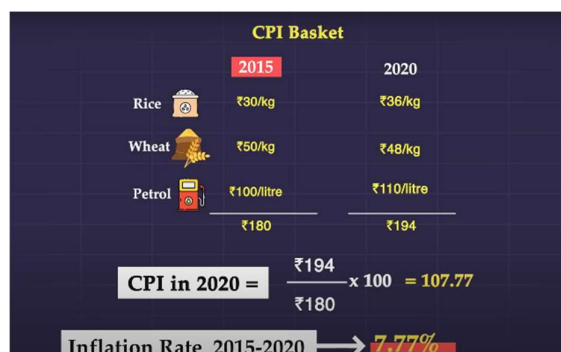 CPI Basket
2015 2020
Rice ₹30/kg ₹36/kg
Wheat ₹50/kg ₹48/kg
Petrol ₹100/litre ₹110/litre
₹180 ₹194
CPI in 2020 = ₹194 / ₹180 x 100 = 107.77
Inflation Rate 2015-2020 → 7.77%